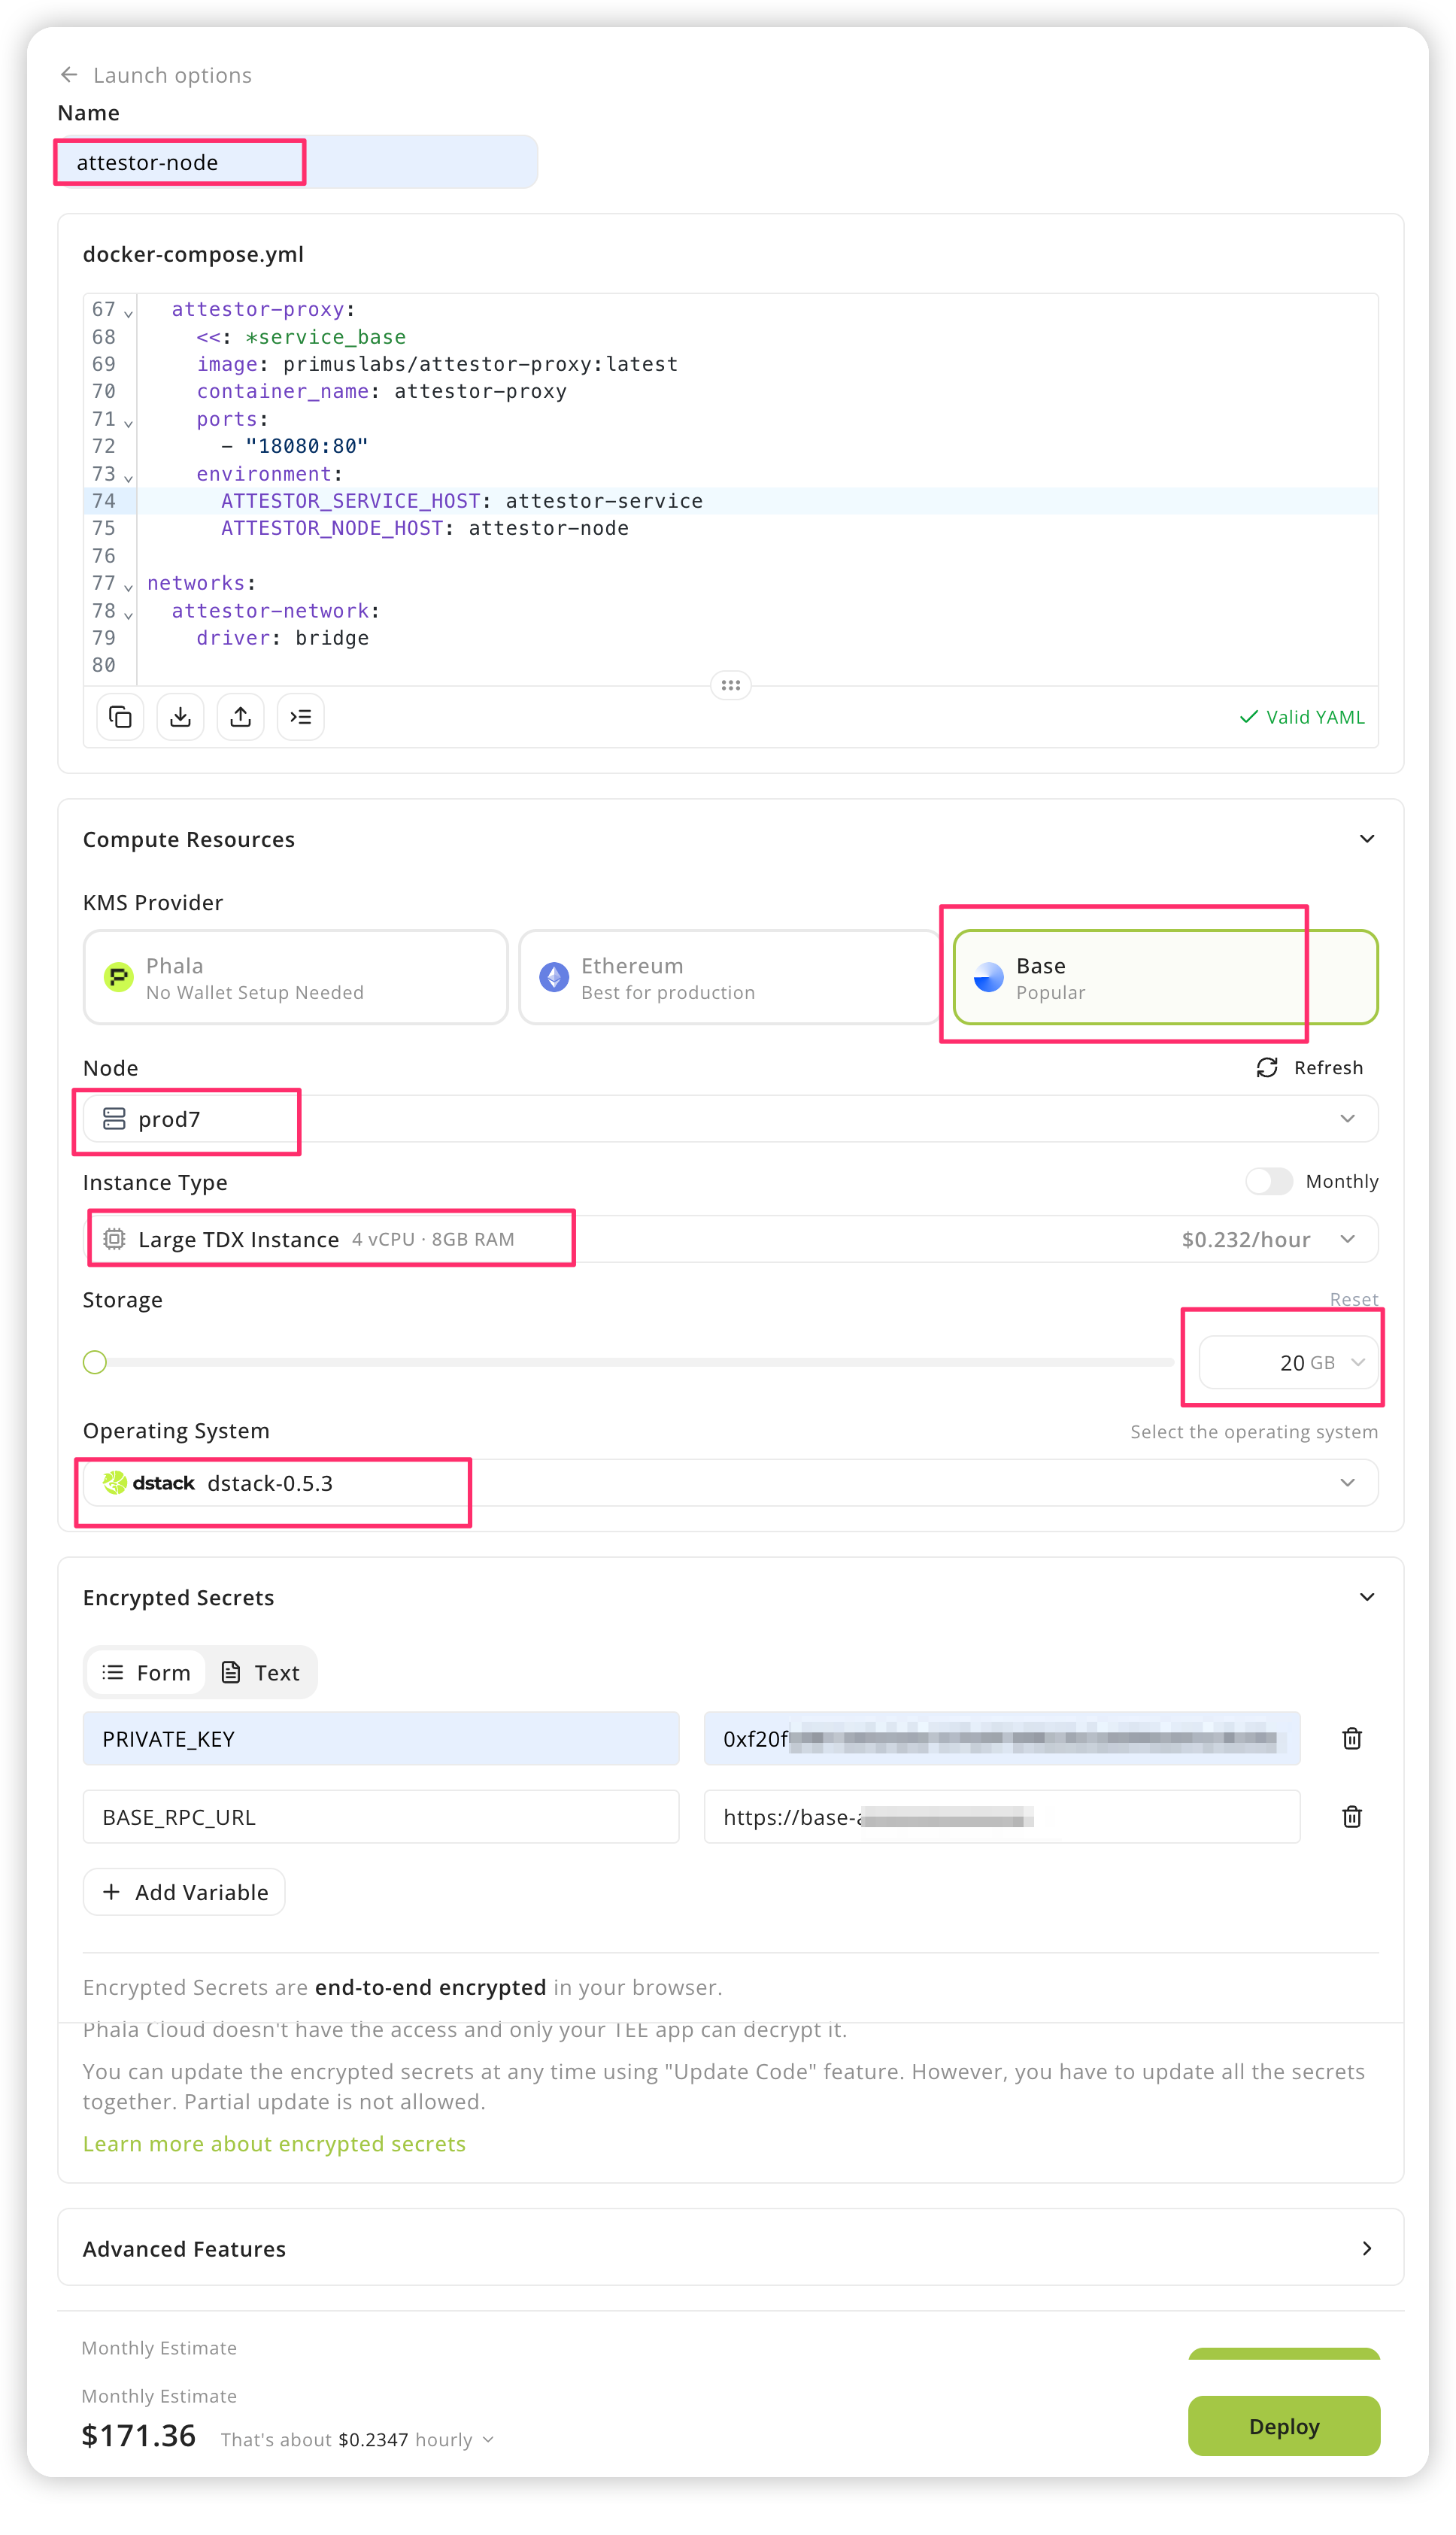 Launch options
Name
attestor-node
docker-compose.yml
67 attestor-proxy:
68 <<: *service_base
69 image: primuslabs/attestor-proxy:latest
70 container_name: attestor-proxy
71 ports:
72 - "18080:80"
73 environment:
74 ATTESTOR_SERVICE_HOST: attestor-service
75 ATTESTOR_NODE_HOST: attestor-node
76
77 networks:
78 attestor-network:
79 driver: bridge
80
Valid YAML
Compute Resources
KMS Provider
Phala
No Wallet Setup Needed
Ethereum
Best for production
Base
Popular
Node
Refresh
prod7
Instance Type
Monthly
Large TDX Instance 4 vCPU · 8GB RAM $0.232/hour
Storage
Reset
20 GB
Operating System
Select the operating system
dstack dstack-0.5.3
Encrypted Secrets
Form
Text
PRIVATE_KEY 0xf20f
BASE_RPC_URL https://base-a
+ Add Variable
Encrypted Secrets are end-to-end encrypted in your browser.
Phala Cloud doesn't have the access and only your TEE app can decrypt it.
You can update the encrypted secrets at any time using "Update Code" feature. However, you have to update all the secrets
together. Partial update is not allowed.
Learn more about encrypted secrets
Advanced Features
Monthly Estimate
Monthly Estimate
$171.36 That's about $0.2347 hourly
Deploy